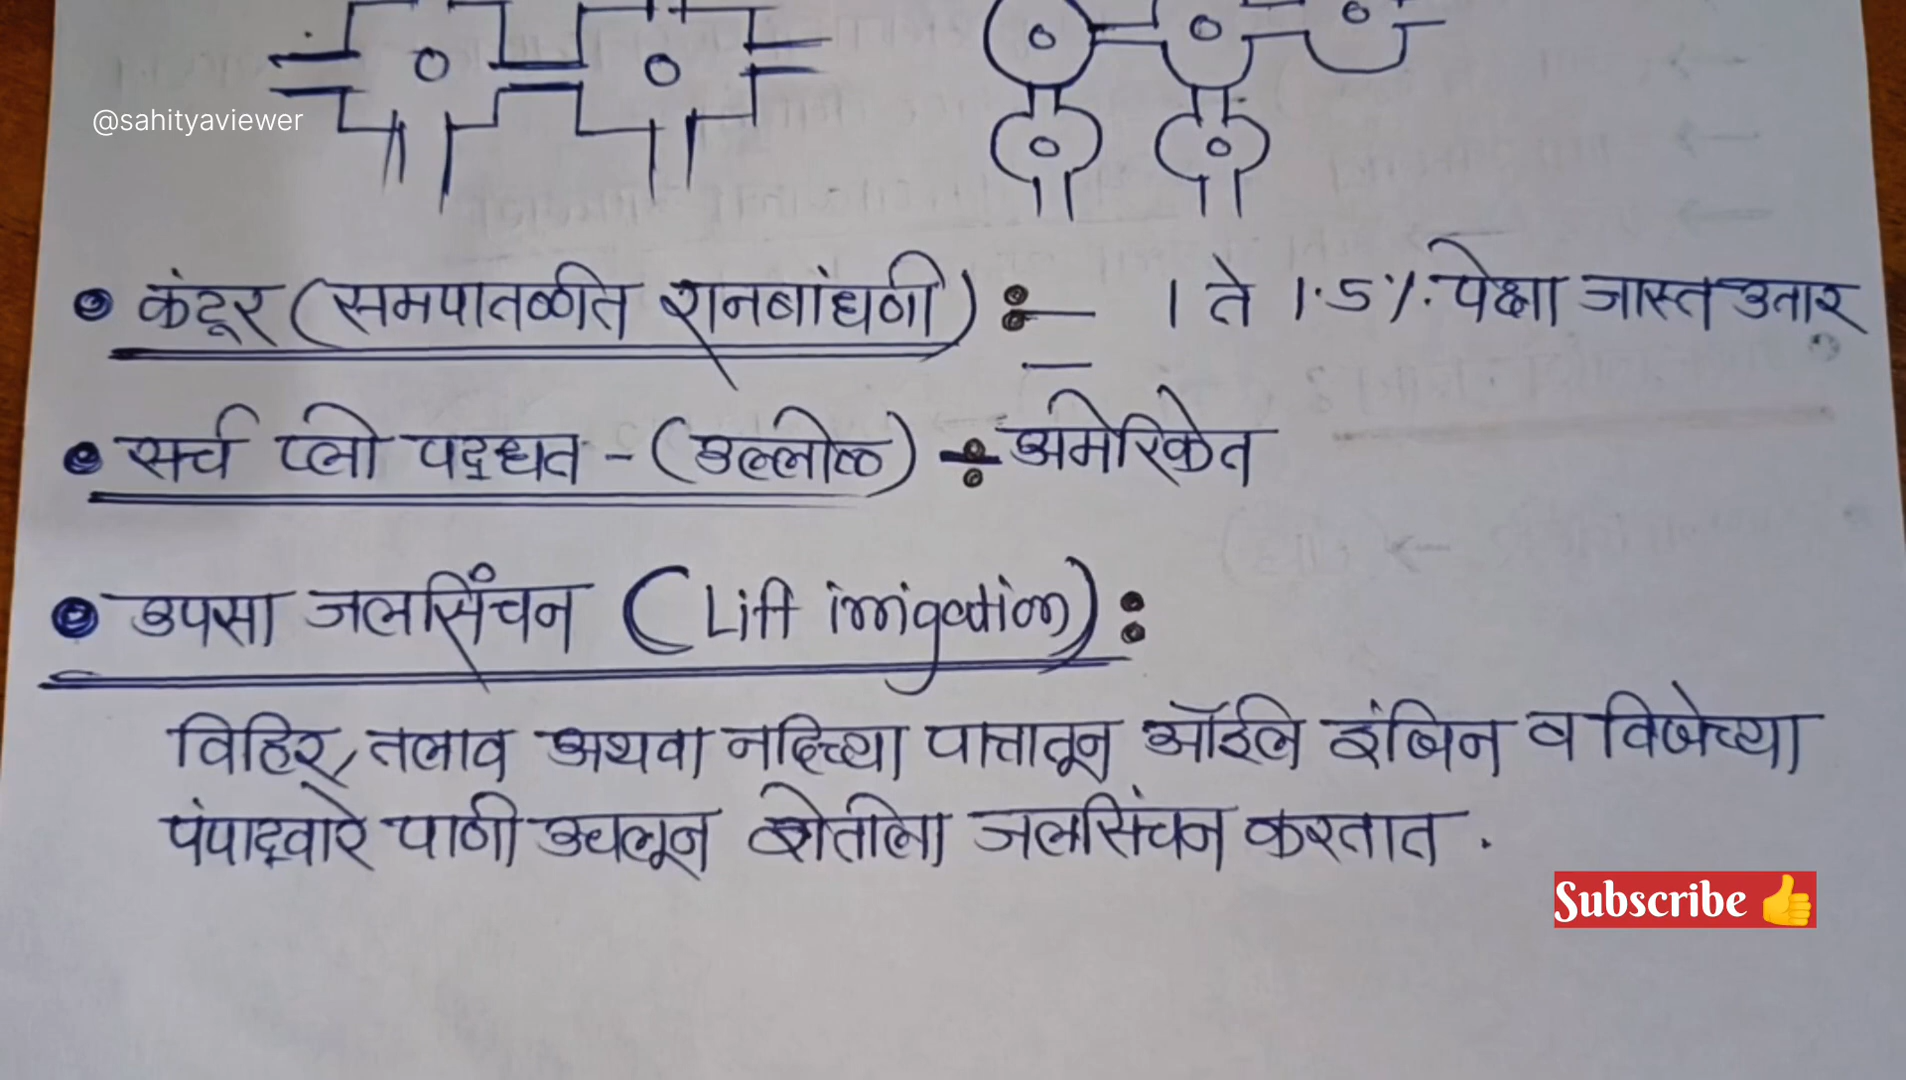 @sahityaviewer
• कंटूर (समपातळीत रानबांधणी) :— 1 ते 1.5% पेक्षा जास्त उतार
• सर्च प्लो पद्धत - (उल्लोळ) ÷ अमेरिकेत
• उपसा जलसिंचन (Lift irrigation) :
विहिर, तलाव अथवा नदिच्या पात्तातून ऑईल इंजिन व विजेच्या
पंपाद्वारे पाणी उचलून शेतीला जलसिंचन करतात .
Subscribe 👍